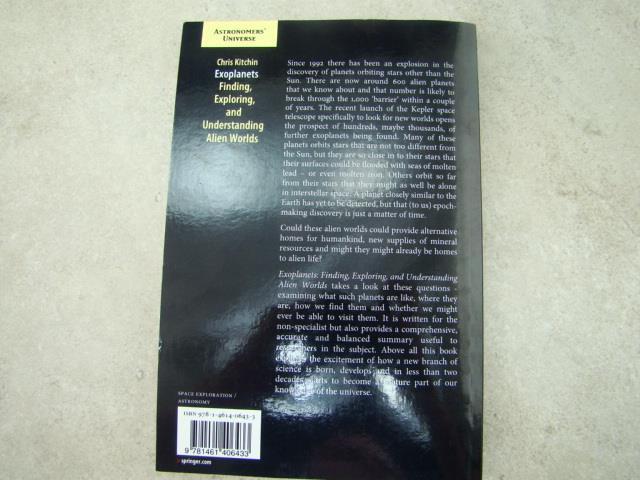 ASTRONOMERS'
UNIVERSE
Chris Kitchin
Exoplanets
Finding,
Exploring,
and
Understanding
Alien Worlds
Since 1992 there has been an explosion in the
discovery of planets orbiting stars other than the
Sun. There are now around 600 alien planets
that we know about and that number is likely to
break through the 1,000 'barrier' within a couple
of years. The recent launch of the Kepler space
telescope specifically to look for new worlds opens
the prospect of hundreds, maybe thousands, of
further exoplanets being found. Many of these
planets orbits stars that are not too different from
the Sun, but they are so close in to their stars that
their surfaces could be flooded with seas of molten
lead – or even molten iron. Others orbit so far
from their stars that they might as well be alone
in interstellar space. A planet closely similar to the
Earth has yet to be detected, but that (to us) epoch-
making discovery is just a matter of time.
Could these alien worlds could provide alternative
homes for humankind, new supplies of mineral
resources and might they might already be homes
to alien life?
Exoplanets: Finding, Exploring, and Understanding
Alien Worlds takes a look at these questions -
examining what such planets are like, where they
are, how we find them and whether we might
ever be able to visit them. It is written for the
non-specialist but also provides a comprehensive,
accurate and balanced summary useful to
researchers in the subject. Above all this book
the excitement of how a new branch of
science is born, develops and in less than two
decades starts to become a mature part of our
knowledge of the universe.
SPACE EXPLORATION /
ASTRONOMY
ISBN 978-1-4614-0643-3
9 781461 406433
springer.com